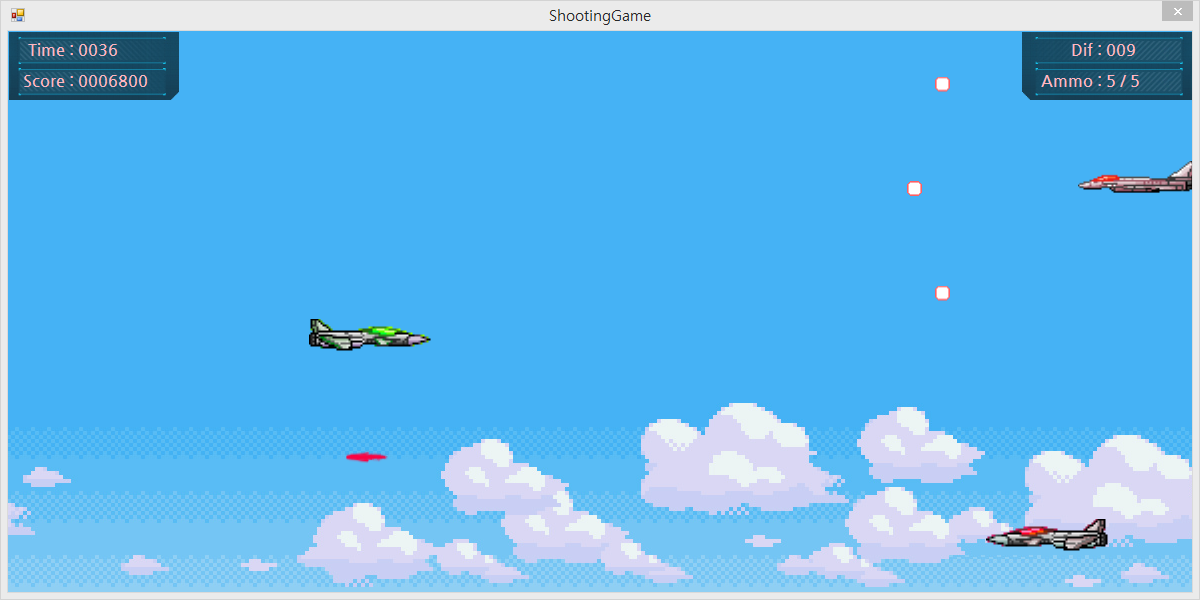 ShootingGame
Time : 0036
Score : 0006800
Dif : 009
Ammo : 5 / 5